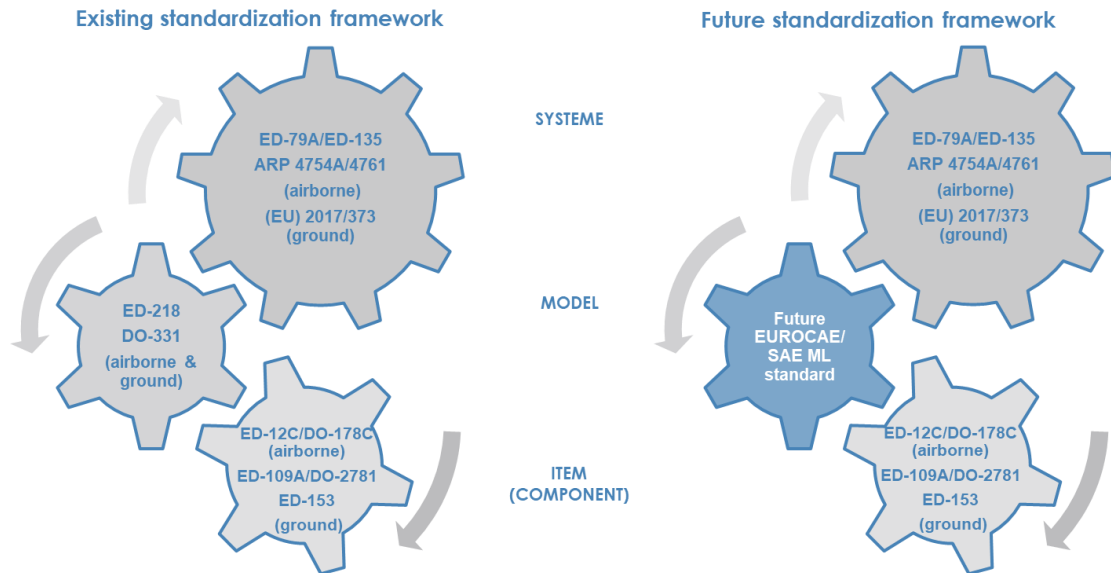 Existing standardization framework
Future standardization framework
ED-79A/ED-135
ARP 4754A/4761
(airborne)
(EU) 2017/373
(ground)
SYSTEME
ED-79A/ED-135
ARP 4754A/4761
(airborne)
(EU) 2017/373
(ground)
ED-218
DO-331
(airborne &
ground)
MODEL
Future
EUROCAE/
SAE ML
standard
ED-12C/DO-178C
(airborne)
ED-109A/DO-2781
ED-153
(ground)
ITEM
(COMPONENT)
ED-12C/DO-178C
(airborne)
ED-109A/DO-2781
ED-153
(ground)